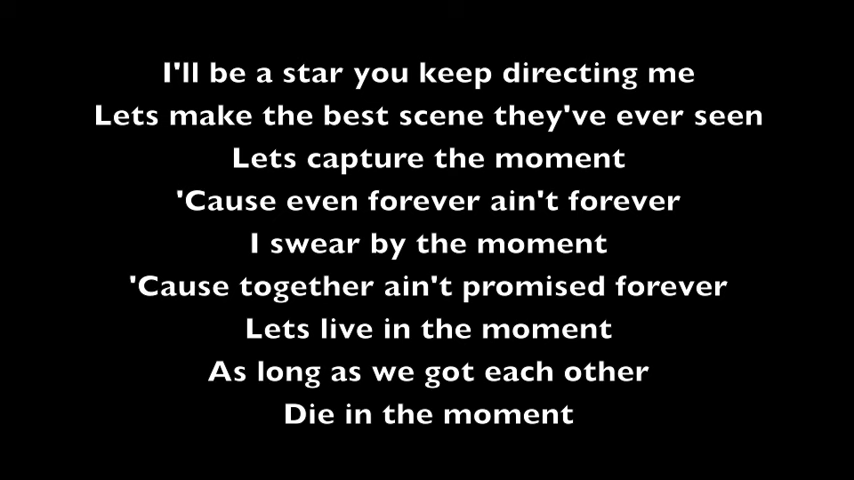 I'll be a star you keep directing me
Lets make the best scene they've ever seen
Lets capture the moment
'Cause even forever ain't forever
I swear by the moment
'Cause together ain't promised forever
Lets live in the moment
As long as we got each other
Die in the moment